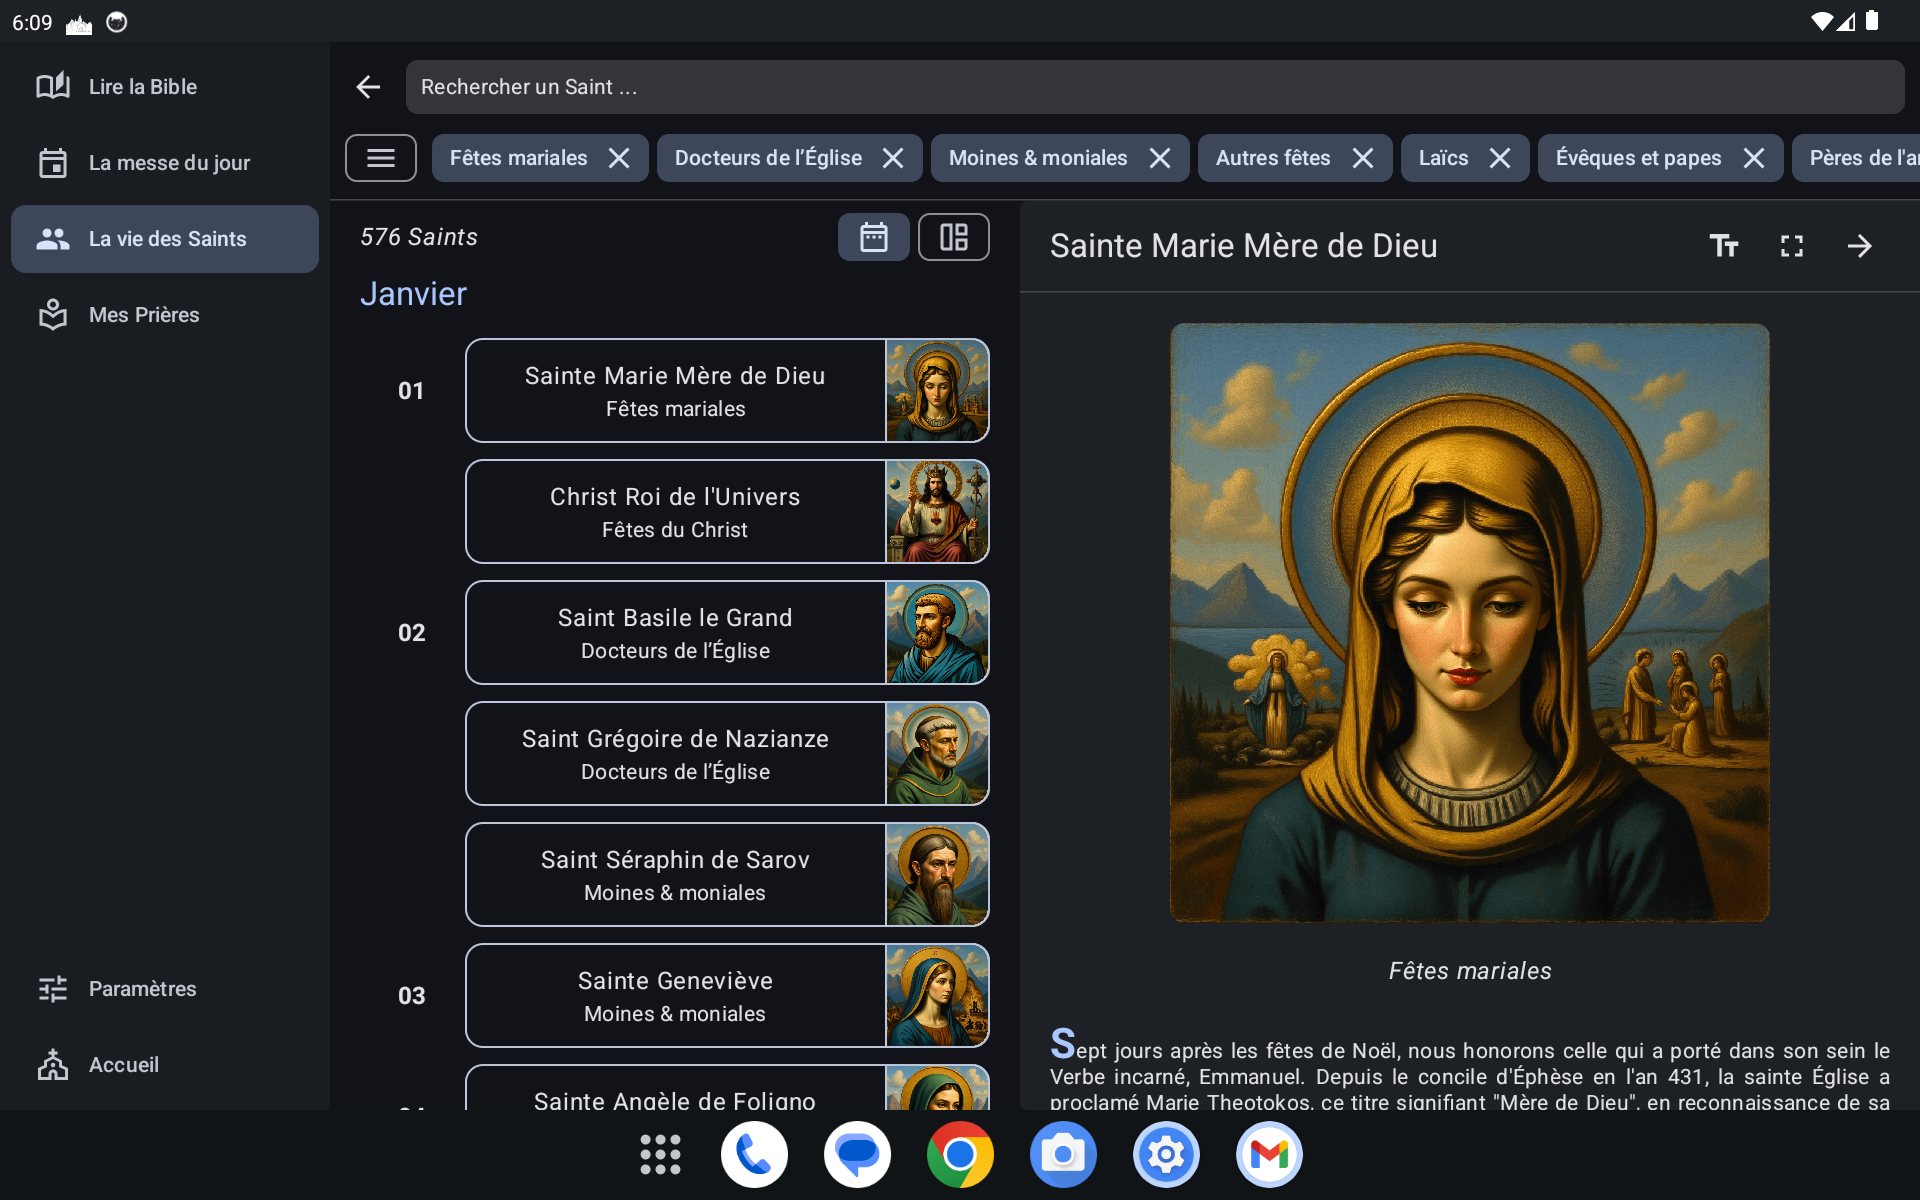 6:09
Lire la Bible
La messe du jour
La vie des Saints
Mes Prières
Paramètres
Accueil
Rechercher un Saint ...
Fêtes mariales
Docteurs de l’Église
Moines & moniales
Autres fêtes
Laïcs
Évêques et papes
Pères de l'a
576 Saints
Janvier
01
Sainte Marie Mère de Dieu
Fêtes mariales
Christ Roi de l'Univers
Fêtes du Christ
02
Saint Basile le Grand
Docteurs de l’Église
Saint Grégoire de Nazianze
Docteurs de l’Église
Saint Séraphin de Sarov
Moines & moniales
03
Sainte Geneviève
Moines & moniales
Sainte Angèle de Foligno
Sainte Marie Mère de Dieu
Fêtes mariales
Sept jours après les fêtes de Noël, nous honorons celle qui a porté dans son sein le
Verbe incarné, Emmanuel. Depuis le concile d'Éphèse en l'an 431, la sainte Église a
proclamé Marie Theotokos, ce titre signifiant "Mère de Dieu", en reconnaissance de sa